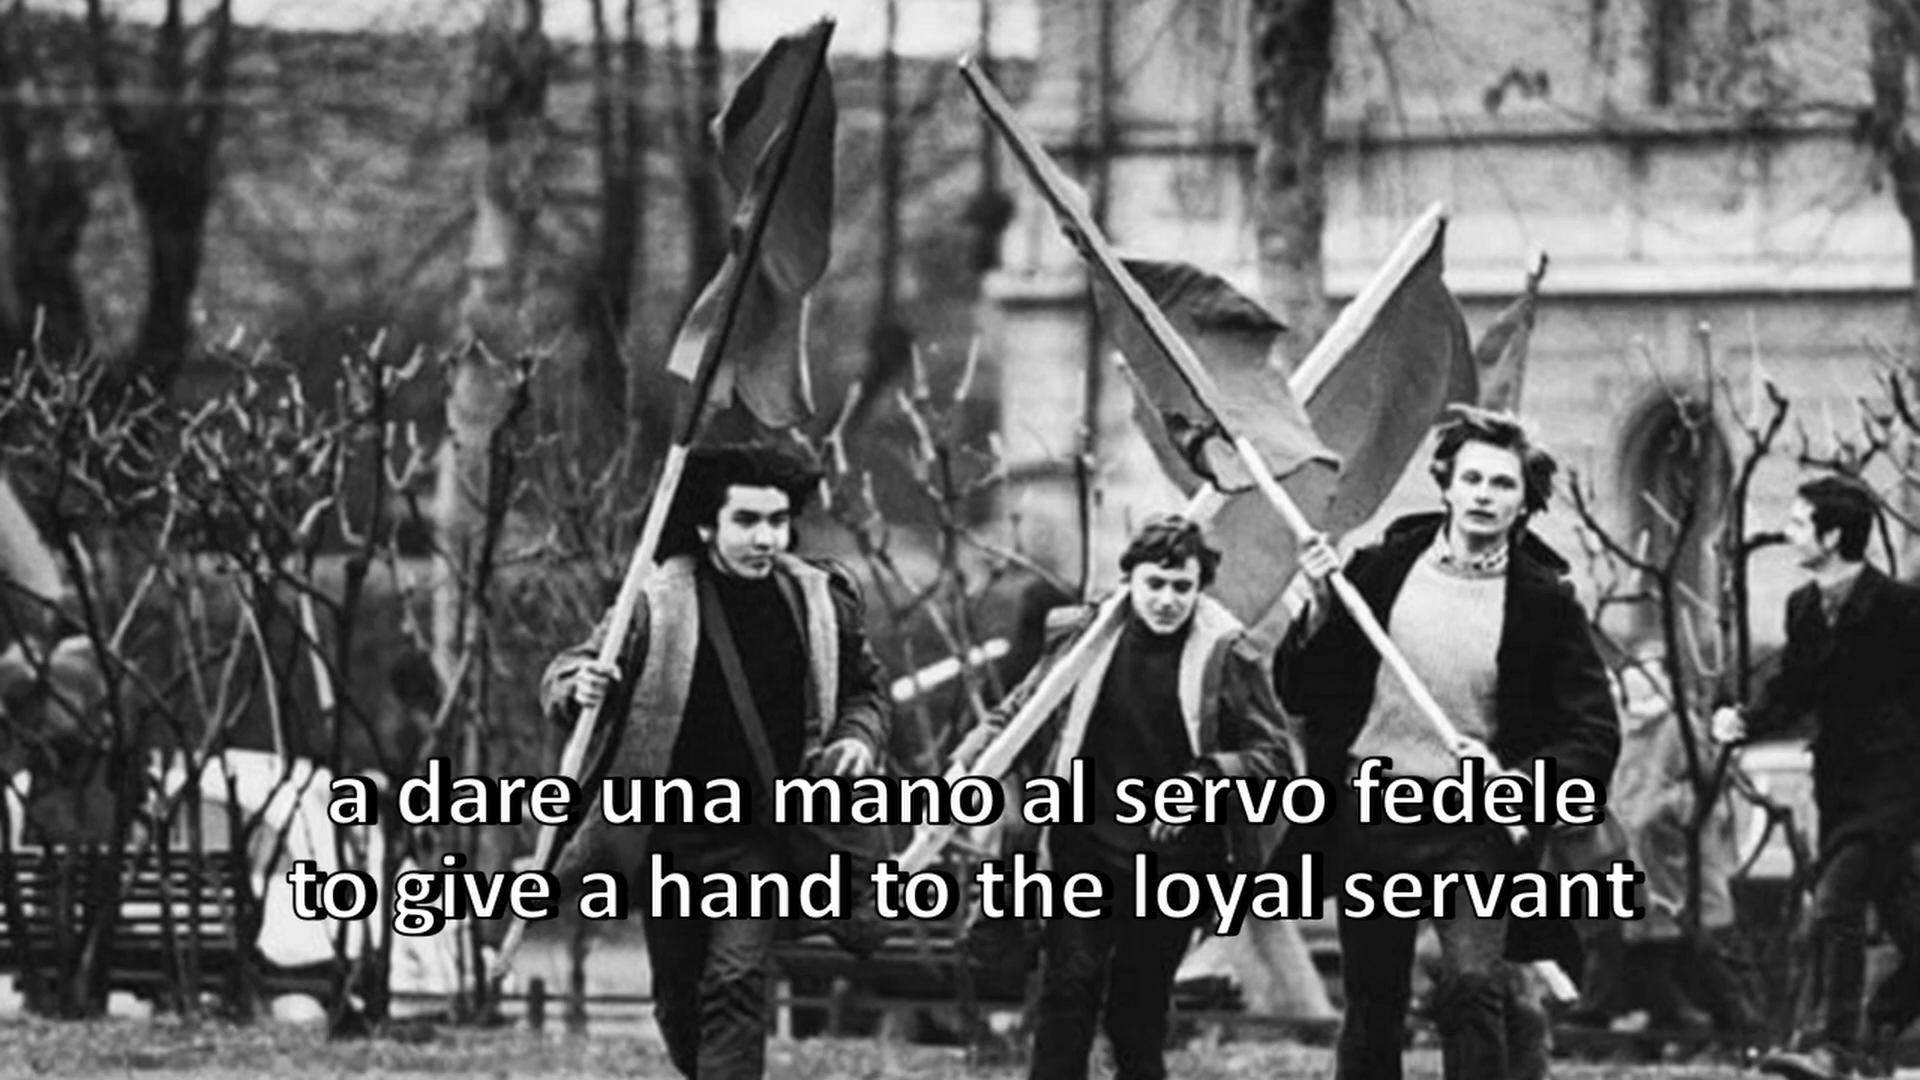 a dare una mano al servo fedele
to give a hand to the loyal servant